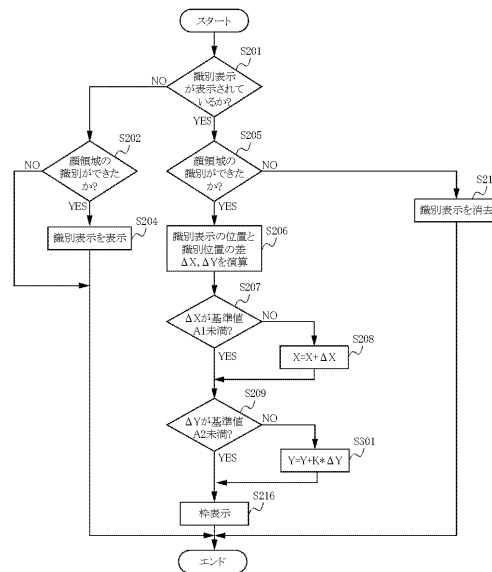 スタート
S201
識別表示
が表示されて
いるか?
NO
YES
S202
顔領域の
識別ができた
か?
NO
YES
S204
識別表示を表示
S205
顔領域の
識別ができた
か?
NO
YES
S21
識別表示を消去
S206
識別表示の位置と
識別位置の差
ΔX,ΔYを演算
S207
ΔXが基準値
A1未満?
NO
YES
S208
X=X+ΔX
S209
ΔYが基準値
A2未満?
NO
YES
S301
Y=Y+K*ΔY
S216
枠表示
エンド